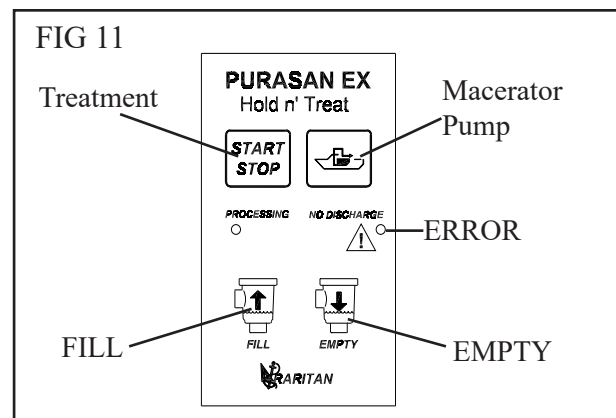 FIG 11
Treatment
Macerator
Pump
PURASAN EX
Hold n' Treat
START
STOP
PROCESSING
NO DISCHARGE
ERROR
FILL
EMPTY
FILL
EMPTY
RARITAN